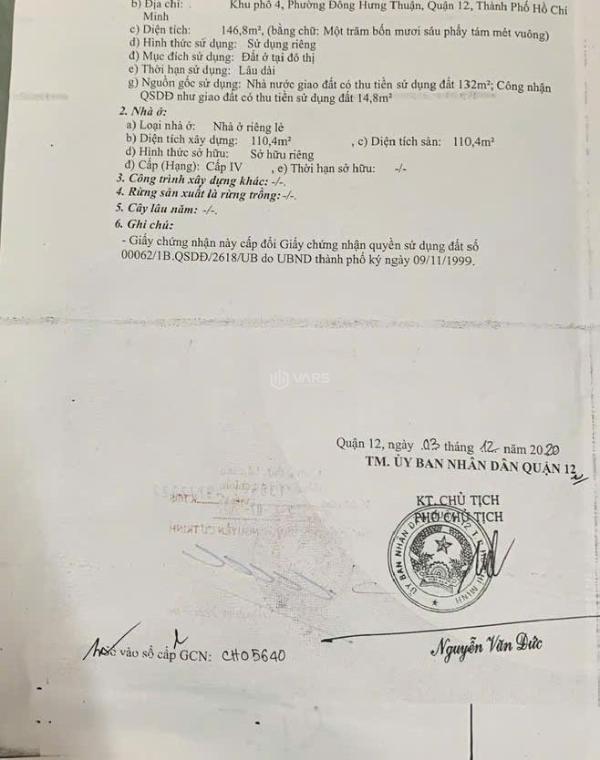 b) Địa chỉ: Khu phố 4, Phường Đông Hưng Thuận, Quận 12, Thành Phố Hồ Chí
Minh
c) Diện tích: 146,8m², (bằng chữ: Một trăm bốn mươi sáu phẩy tám mét vuông)
d) Hình thức sử dụng: Sử dụng riêng
đ) Mục đích sử dụng: Đất ở tại đô thị
e) Thời hạn sử dụng: Lâu dài
g) Nguồn gốc sử dụng: Nhà nước giao đất có thu tiền sử dụng đất 132m²; Công nhận
QSDĐ như giao đất có thu tiền sử dụng đất 14,8m²
2. Nhà ở:
a) Loại nhà ở: Nhà ở riêng lẻ
b) Diện tích xây dựng: 110,4m² , c) Diện tích sàn: 110,4m²
d) Hình thức sở hữu: Sở hữu riêng
đ) Cấp (Hạng): Cấp IV , e) Thời hạn sở hữu: -/-
3. Công trình xây dựng khác: -/-.
4. Rừng sản xuất là rừng trồng:-/-.
5. Cây lâu năm: -/-.
6. Ghi chú:
- Giấy chứng nhận này cấp đổi Giấy chứng nhận quyền sử dụng đất số
00062/1B.QSDĐ/2618/UB do UBND thành phố ký ngày 09/11/1999.
VARS
Quận 12, ngày 03 tháng 12 năm 2020
TM. ỦY BAN NHÂN DÂN QUẬN 12
KT. CHỦ TỊCH
PHÓ CHỦ TỊCH
Nguyễn Văn Đức
vào sổ cấp GCN: CH05640